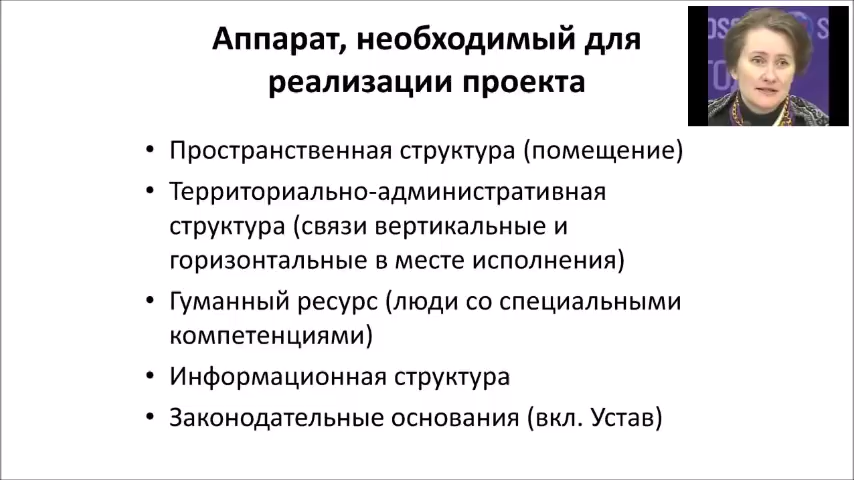 Аппарат, необходимый для
реализации проекта
• Пространственная структура (помещение)
• Территориально-административная
структура (связи вертикальные и
горизонтальные в месте исполнения)
• Гуманный ресурс (люди со специальными
компетенциями)
• Информационная структура
• Законодательные основания (вкл. Устав)